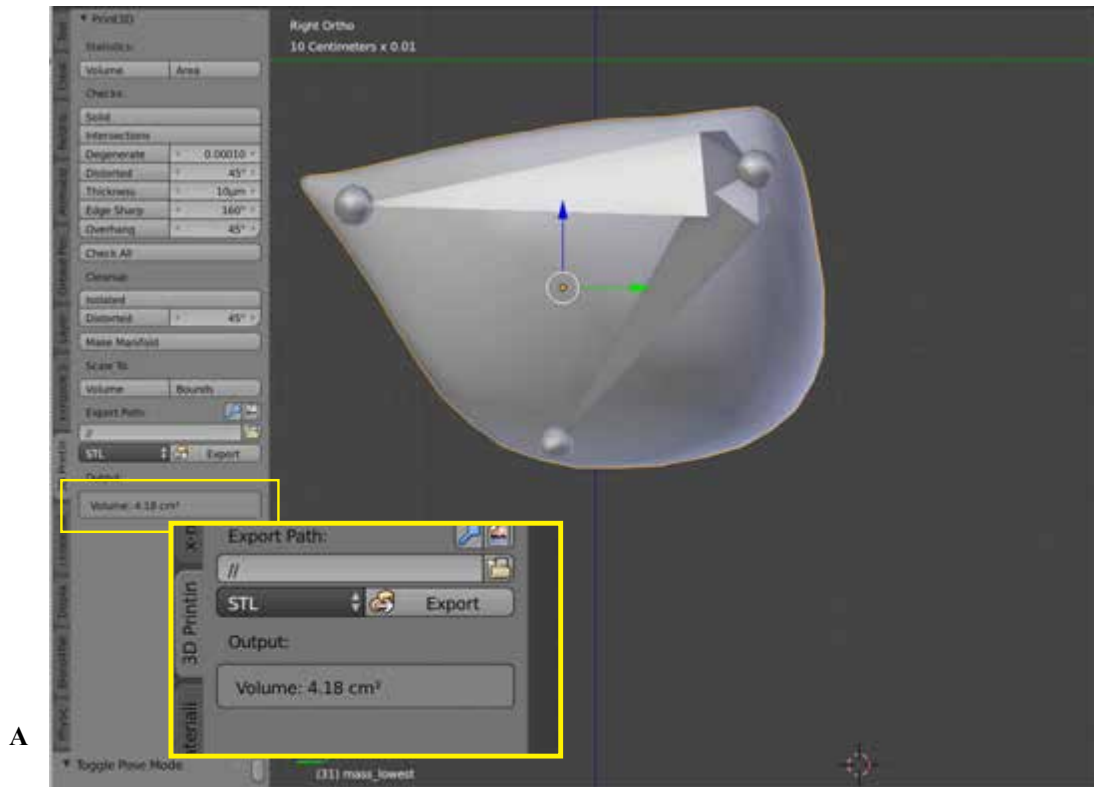 Print3D
Statistics:
Volume Area
Checks:
Solid
Intersections
Degenerate 0.00010
Distorted 45°
Thickness 10μm
Edge Sharp 160°
Overhang 45°
Check All
Cleanup:
Isolated
Distorted 45°
Make Manifold
Scale To:
Volume Bounds
Export Path:
//
STL Export
Output:
Volume: 4.18 cm³
Toggle Pose Mode
Right Ortho
10 Centimeters x 0.01
Export Path:
//
STL Export
Output:
Volume: 4.18 cm³
3D Printin
ateriali
(31) mass_lowest
A